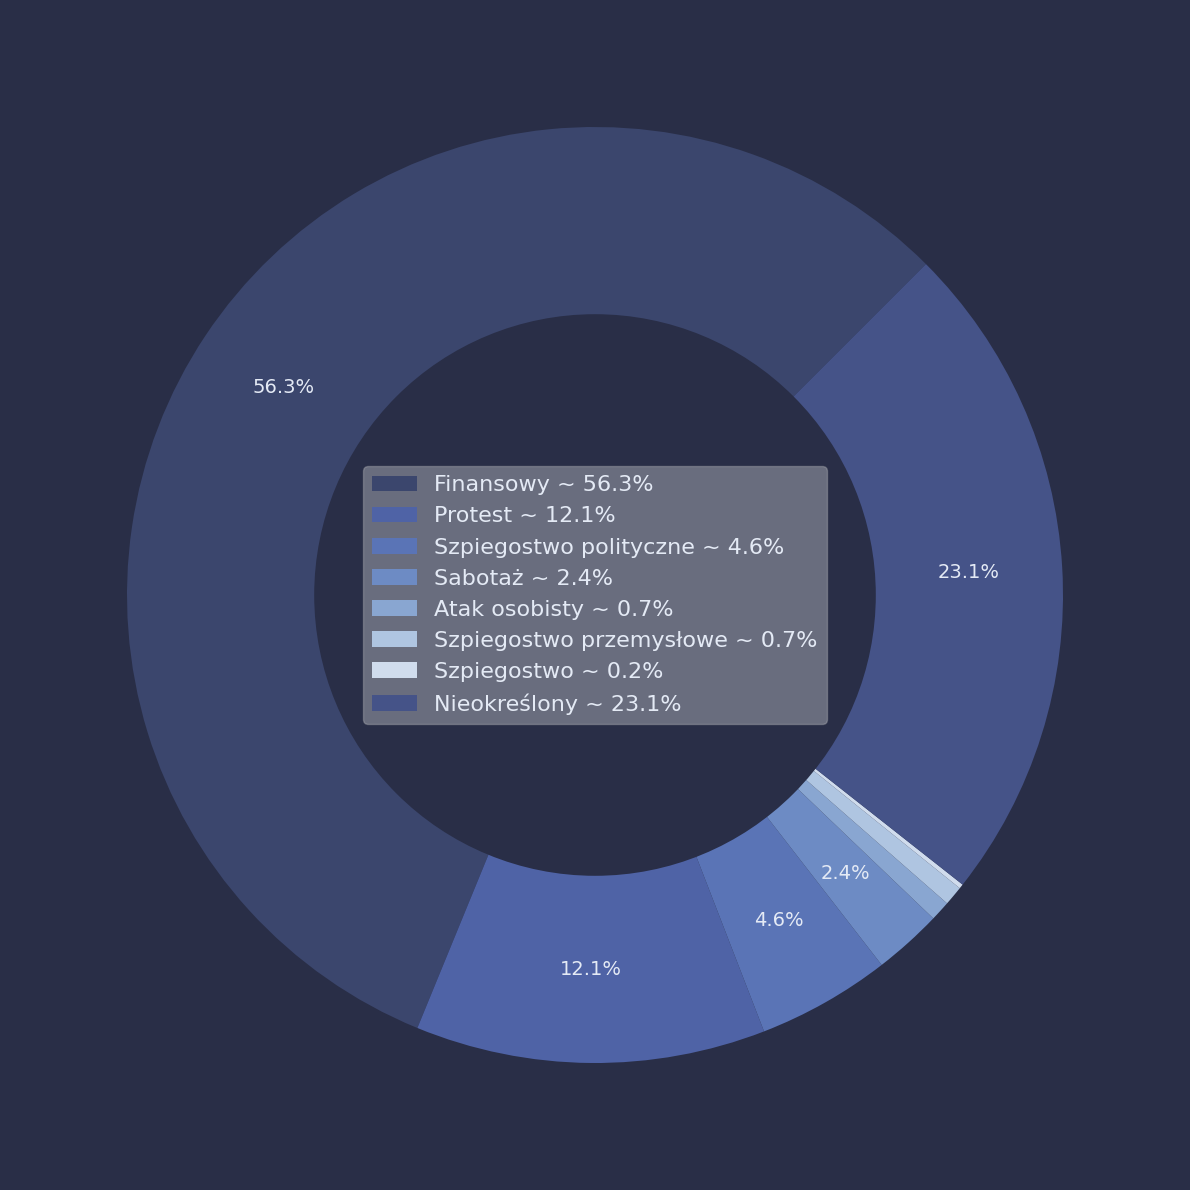 56.3%
23.1%
Finansowy ~ 56.3%
Protest ~ 12.1%
Szpiegostwo polityczne ~ 4.6%
Sabotaż ~ 2.4%
Atak osobisty ~ 0.7%
Szpiegostwo przemysłowe ~ 0.7%
Szpiegostwo ~ 0.2%
Nieokreślony ~ 23.1%
2.4%
4.6%
12.1%